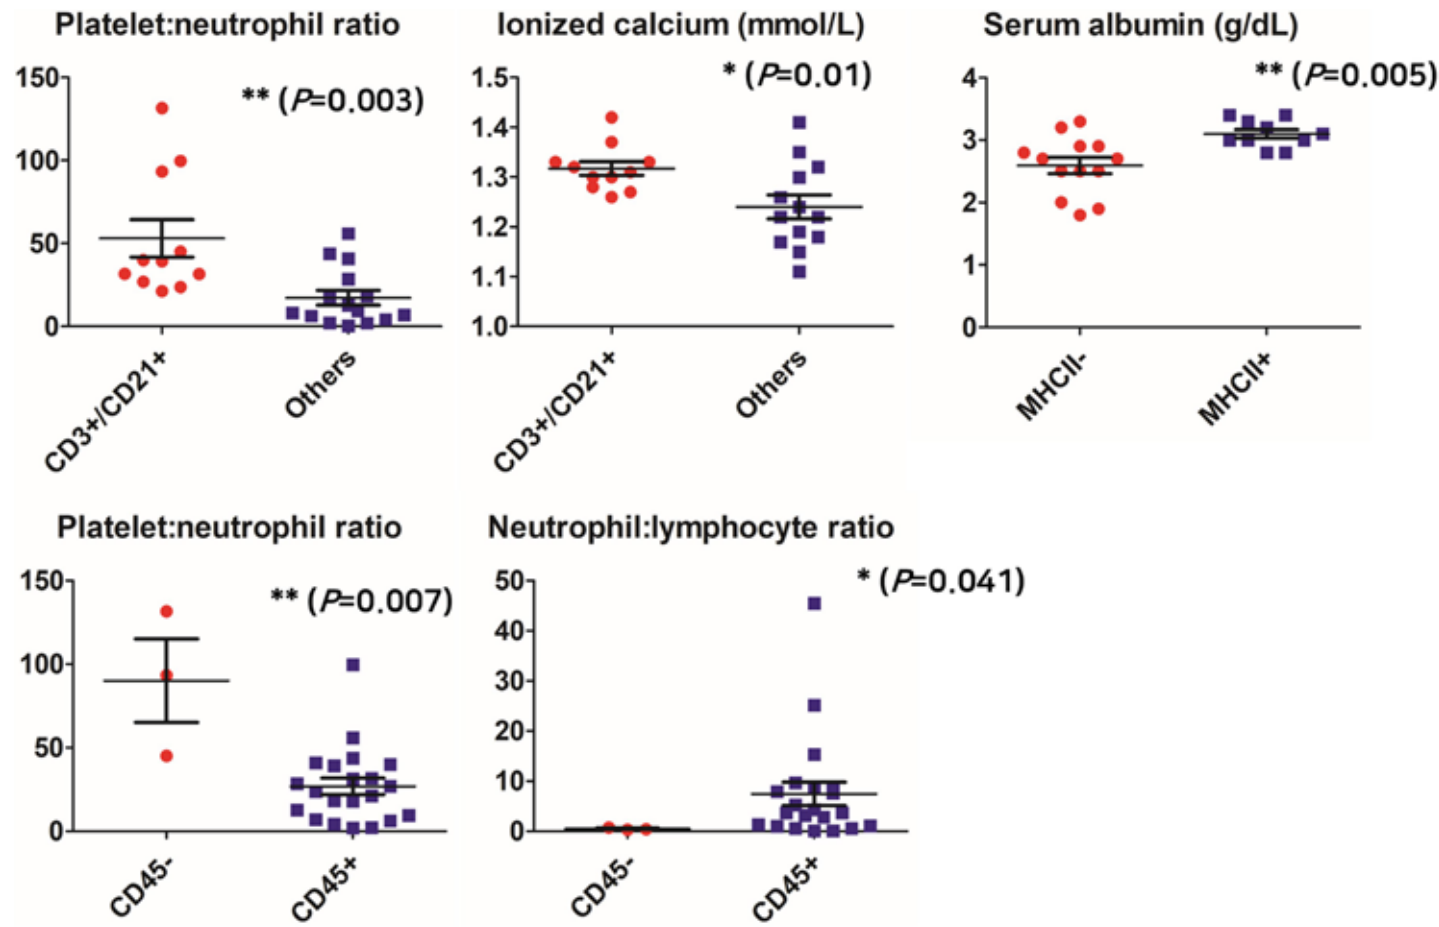 Platelet:neutrophil ratio
150
100
50
0
** (P=0.003)
CD3+/CD21+
Others
Ionized calcium (mmol/L)
1.5
1.4
1.3
1.2
1.1
1.0
* (P=0.01)
CD3+/CD21+
Others
Serum albumin (g/dL)
4
3
2
1
0
** (P=0.005)
MHCII-
MHCII+
Platelet:neutrophil ratio
150
100
50
0
** (P=0.007)
CD45-
CD45+
Neutrophil:lymphocyte ratio
50
40
30
20
10
0
* (P=0.041)
CD45-
CD45+